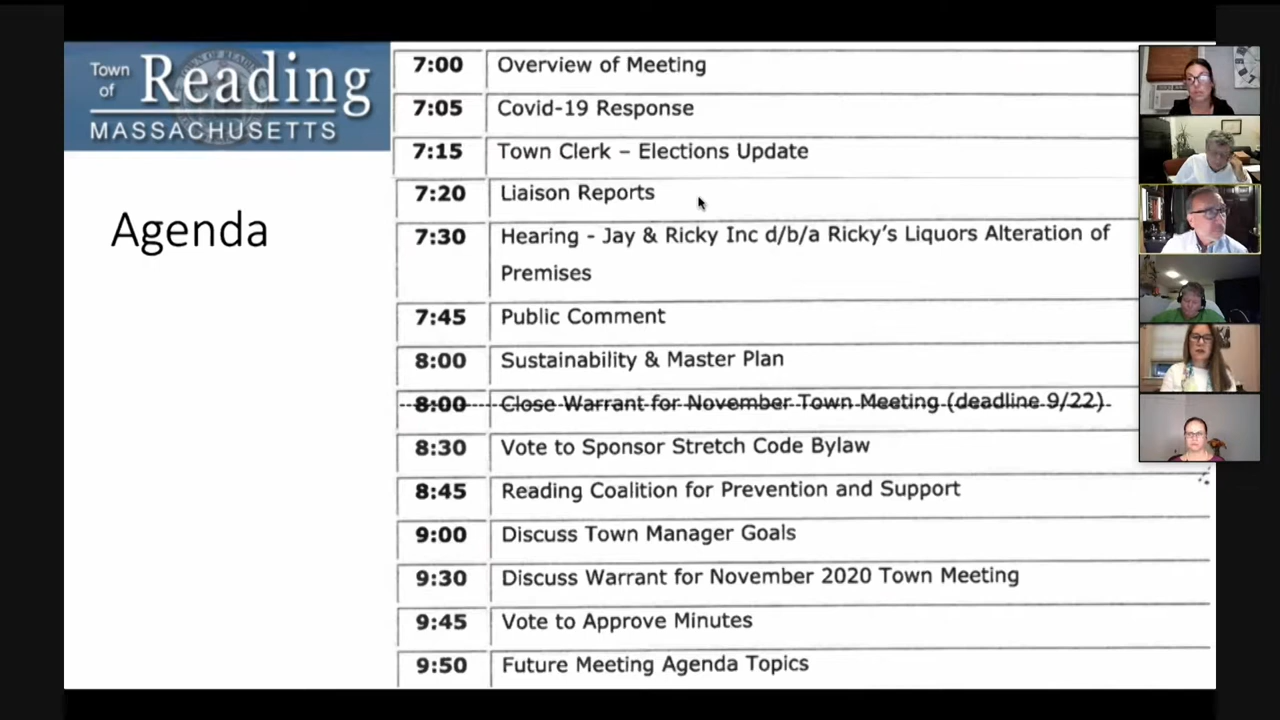 Town of Reading
MASSACHUSETTS
Agenda
7:00 Overview of Meeting
7:05 Covid-19 Response
7:15 Town Clerk – Elections Update
7:20 Liaison Reports
7:30 Hearing - Jay & Ricky Inc d/b/a Ricky's Liquors Alteration of
Premises
7:45 Public Comment
8:00 Sustainability & Master Plan
8:00 Close Warrant for November Town Meeting (deadline 9/22)
8:30 Vote to Sponsor Stretch Code Bylaw
8:45 Reading Coalition for Prevention and Support
9:00 Discuss Town Manager Goals
9:30 Discuss Warrant for November 2020 Town Meeting
9:45 Vote to Approve Minutes
9:50 Future Meeting Agenda Topics